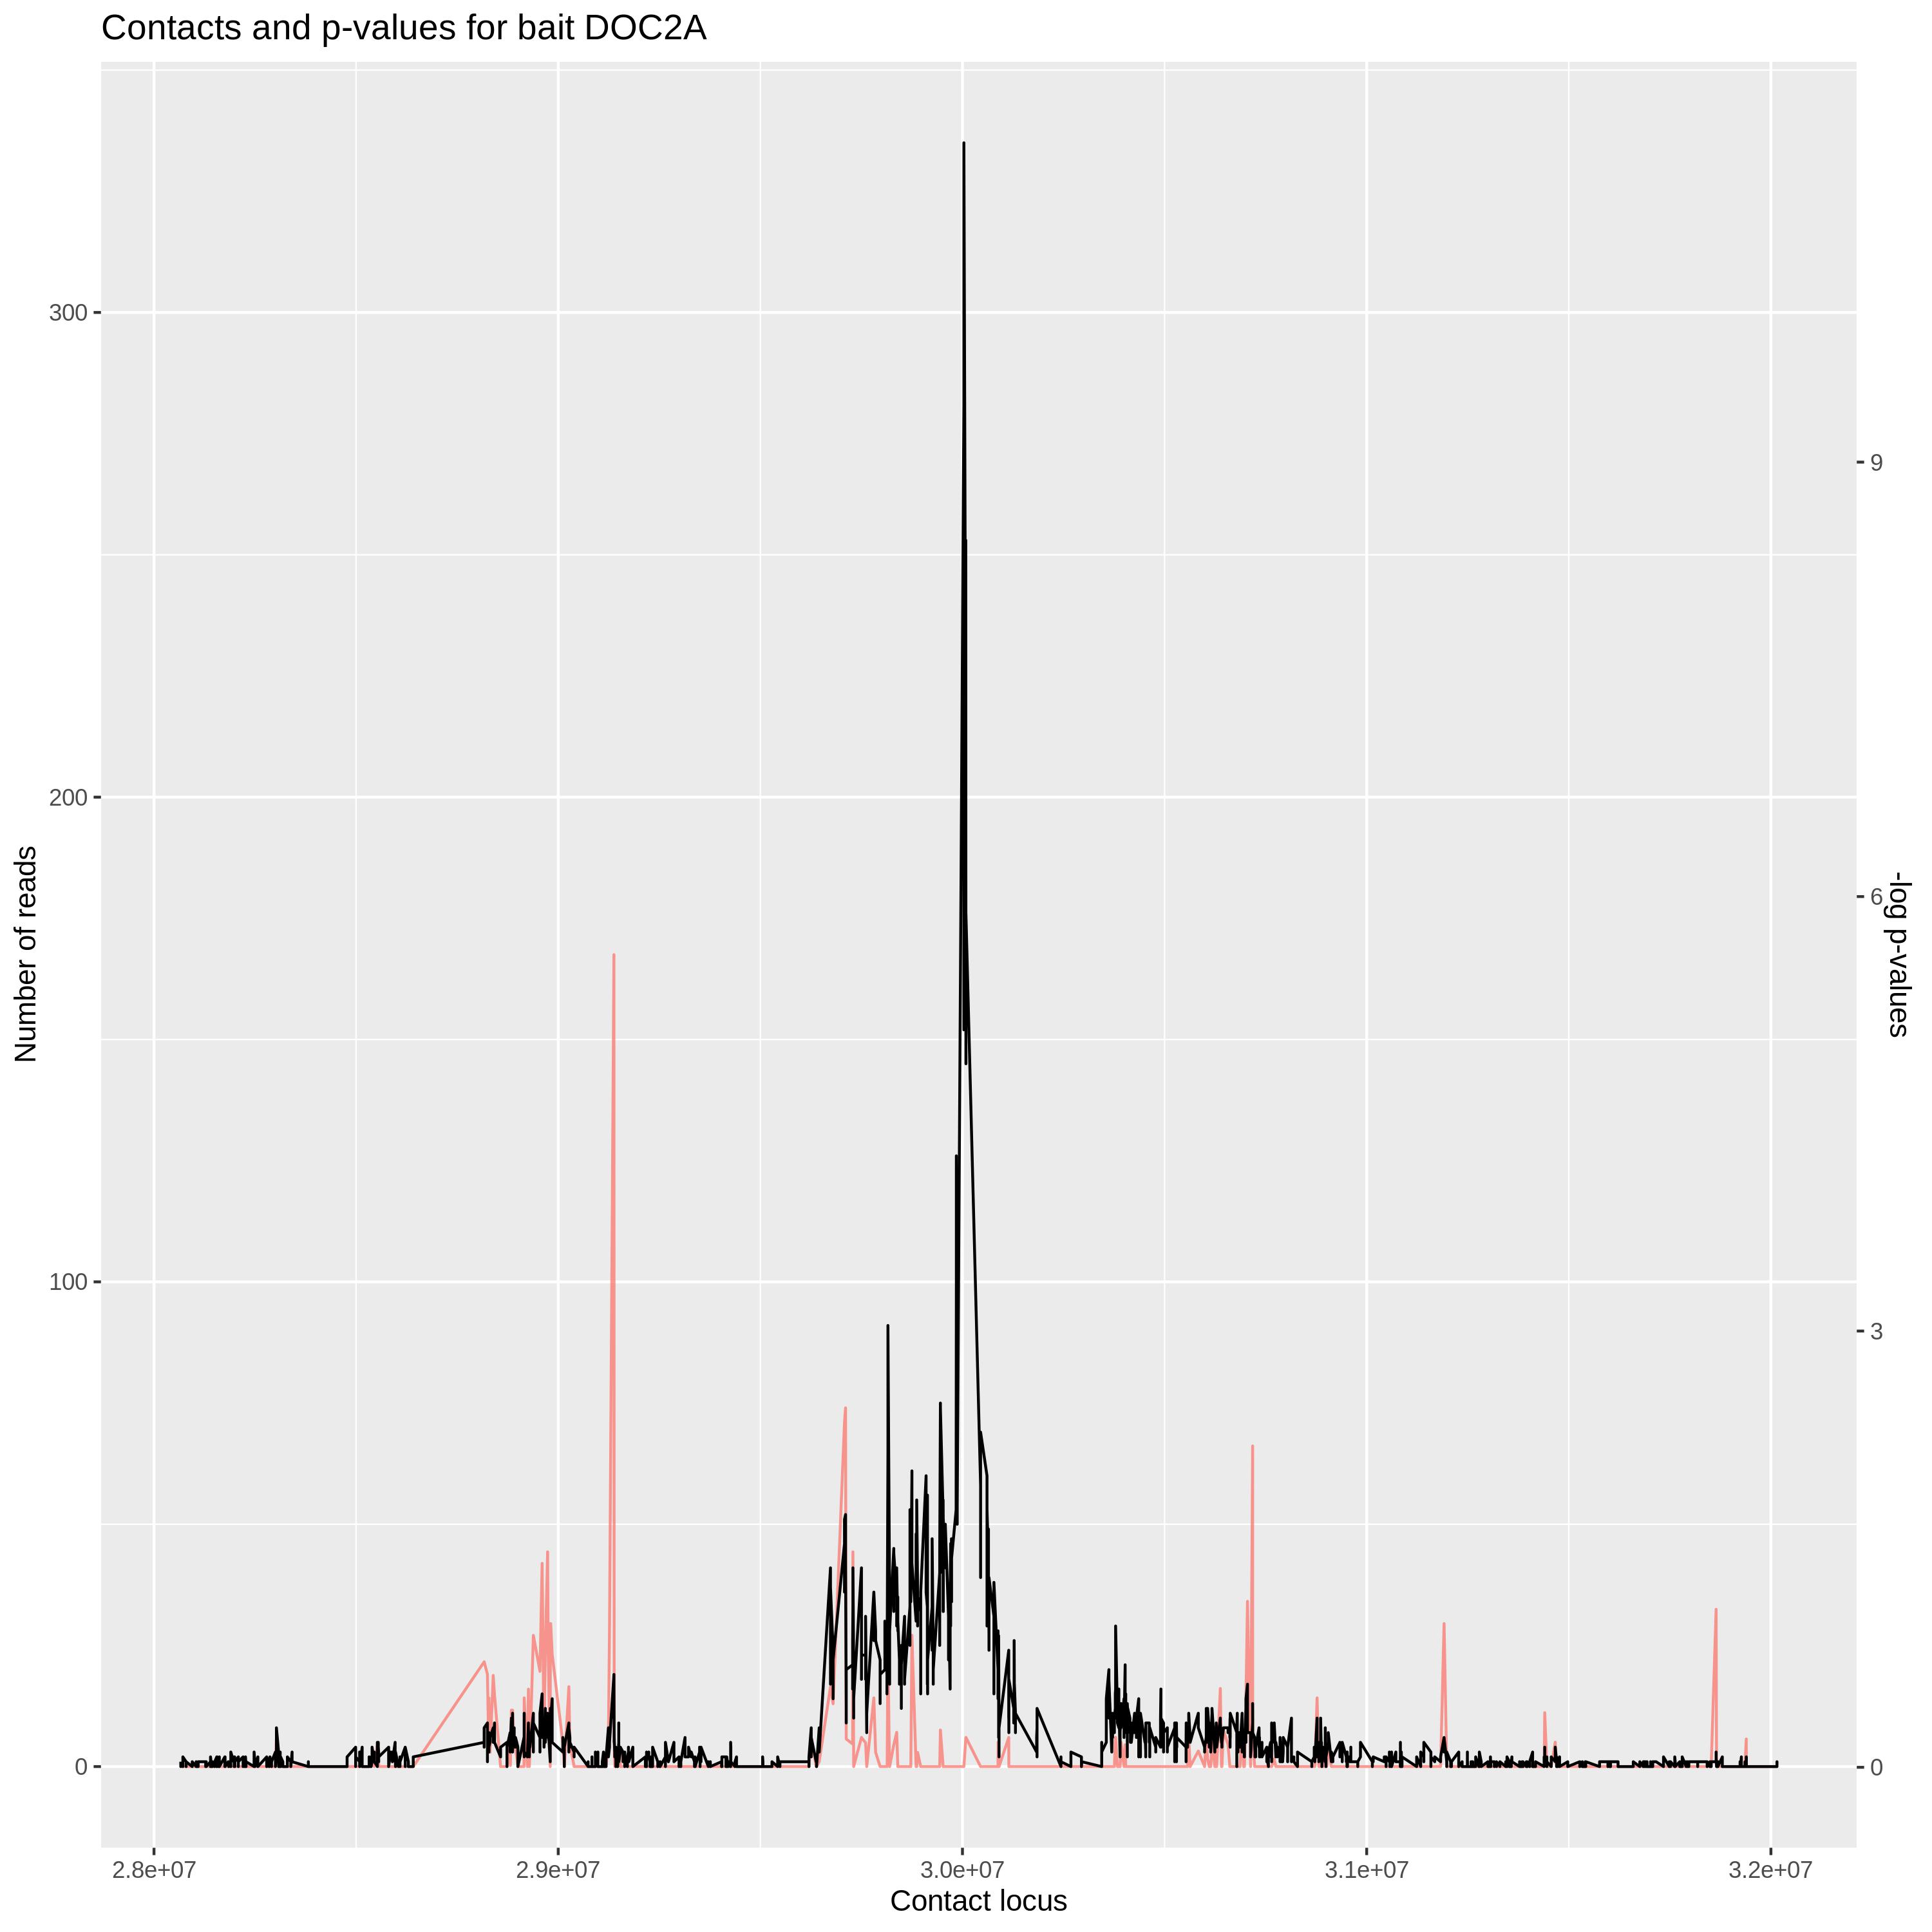 Contacts and p-values for bait DOC2A
300
200
100
0
Number of reads
9
6
3
0
-log p-values
2.8e+07 2.9e+07 3.0e+07 3.1e+07 3.2e+07
Contact locus